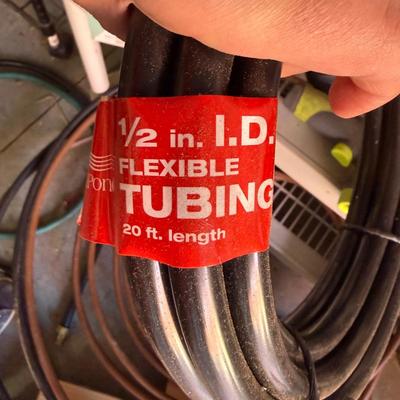 1/2 in. I.D.
FLEXIBLE
TUBING
20 ft. length